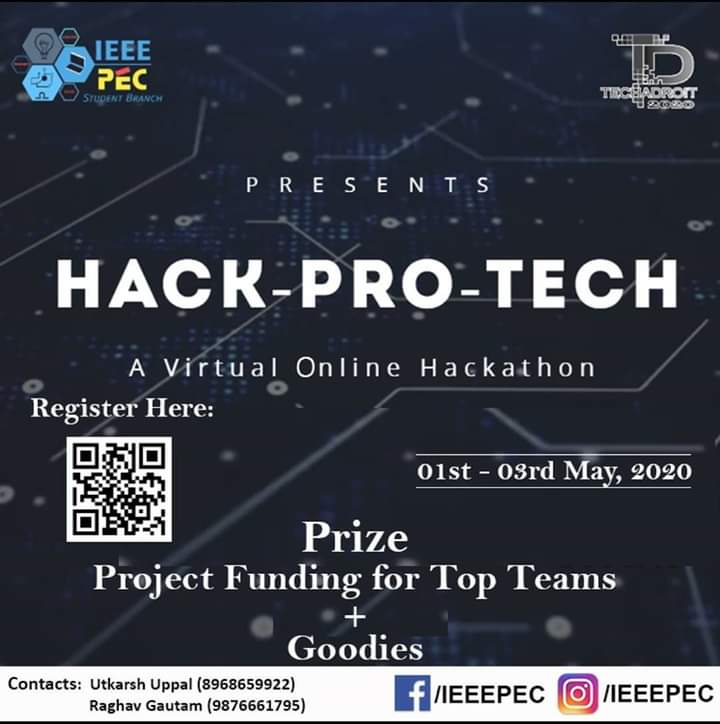 IEEE
PEC
STUDENT BRANCH
TECHADROIT
2020
PRESENTS
HACK-PRO-TECH
A Virtual Online Hackathon
Register Here:
01st - 03rd May, 2020
Prize
Project Funding for Top Teams
+
Goodies
Contacts: Utkarsh Uppal (8968659922)
Raghav Gautam (9876661795)
/IEEEPEC
/IEEEPEC